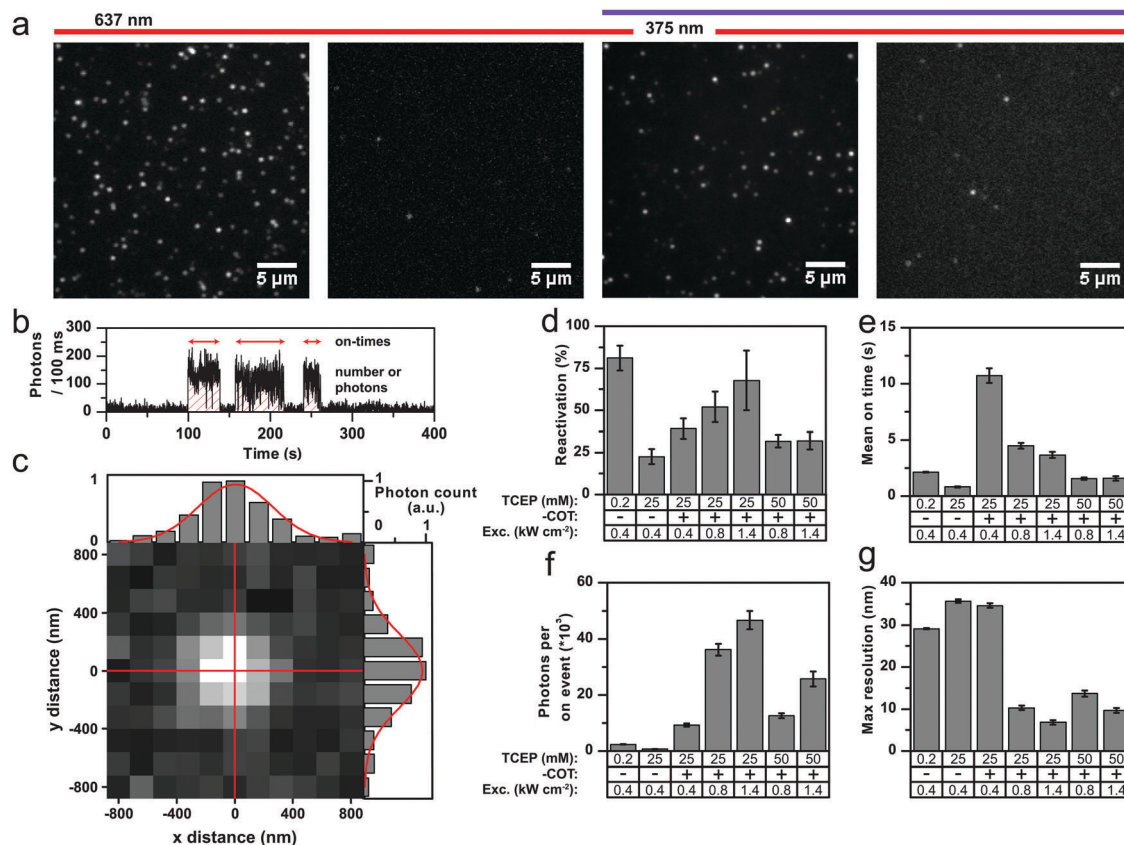 a
637 nm
375 nm
5 µm
5 µm
5 µm
5 µm
b
Photons
/ 100 ms
300
200
100
0
on-times
number or
photons
0 100 200 300 400
Time (s)
c
1
0
Photon count
(a.u.)
0 1
y distance (nm)
800
400
0
-400
-800
-800 -400 0 400 800
x distance (nm)
d
Reactivation (%)
100
75
50
25
0
TCEP (mM): 0.2 25 25 25 25 50 50
-COT: - - + + + + +
Exc. (kW cm⁻²): 0.4 0.4 0.4 0.8 1.4 0.8 1.4
e
Mean on time (s)
15
10
5
0
0.2 25 25 25 25 50 50
- - + + + + +
0.4 0.4 0.4 0.8 1.4 0.8 1.4
f
Photons per
on event (*10³)
60
40
20
0
TCEP (mM): 0.2 25 25 25 25 50 50
-COT: - - + + + + +
Exc. (kW cm⁻²): 0.4 0.4 0.4 0.8 1.4 0.8 1.4
g
Max resolution (nm)
40
30
20
10
0
0.2 25 25 25 25 50 50
- - + + + + +
0.4 0.4 0.4 0.8 1.4 0.8 1.4